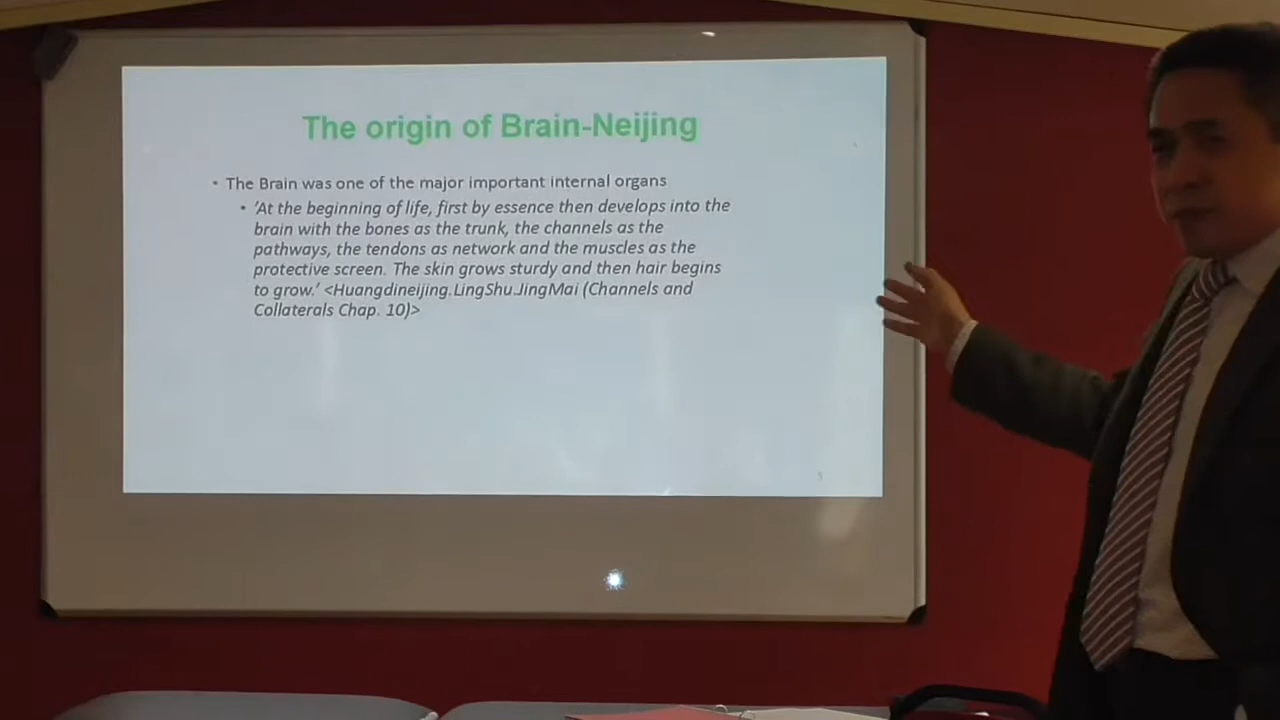 The origin of Brain-Neijing
• The Brain was one of the major important internal organs
• ‘At the beginning of life, first by essence then develops into the
brain with the bones as the trunk, the channels as the
pathways, the tendons as network and the muscles as the
protective screen. The skin grows sturdy and then hair begins
to grow.’ <Huangdineijing.LingShu.JingMai (Channels and
Collaterals Chap. 10)>
5